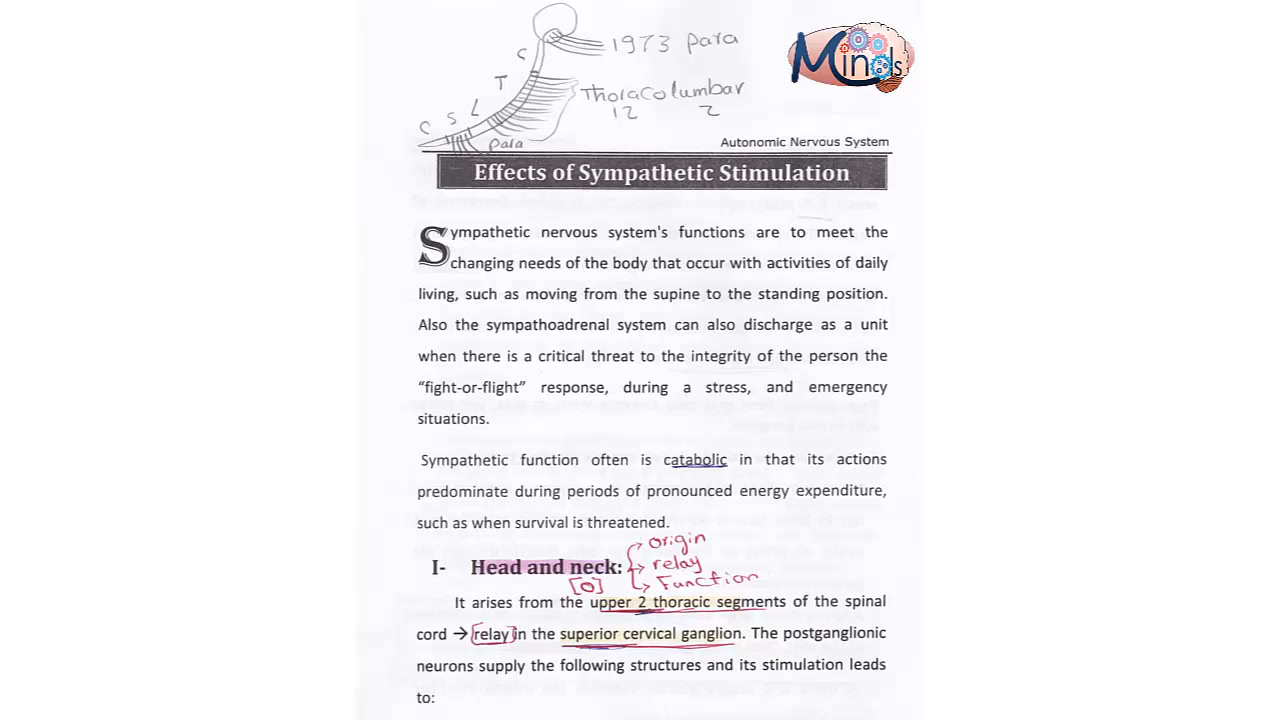 1973 para
C
T
Thoracolumbar
12 2
L
S
C
para
Minds
Autonomic Nervous System
Effects of Sympathetic Stimulation
Sympathetic nervous system's functions are to meet the
changing needs of the body that occur with activities of daily
living, such as moving from the supine to the standing position.
Also the sympathoadrenal system can also discharge as a unit
when there is a critical threat to the integrity of the person the
“fight-or-flight” response, during a stress, and emergency
situations.
Sympathetic function often is catabolic in that its actions
predominate during periods of pronounced energy expenditure,
such as when survival is threatened.
origin
I- Head and neck: relay
[O] Function
It arises from the upper 2 thoracic segments of the spinal
cord → [relay] in the superior cervical ganglion. The postganglionic
neurons supply the following structures and its stimulation leads
to: